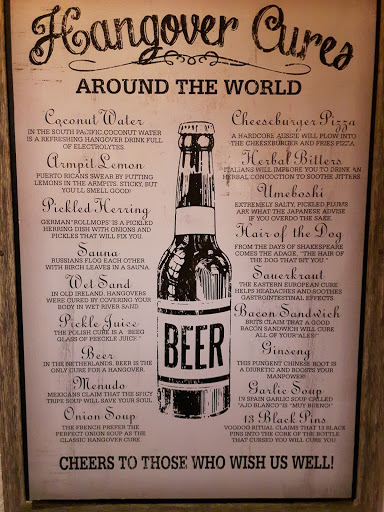 Hangover Cures
AROUND THE WORLD
Coconut Water
IN THE SOUTH PACIFIC, COCONUT WATER
IS A REFRESHING HANGOVER DRINK FULL
OF ELECTROLYTES.
Armpit Lemon
PUERTO RICANS SWEAR BY PUTTING
LEMONS IN THE ARMPITS. STICKY, BUT
YOU'LL SMELL GOOD!
Pickled Herring
GERMAN "ROLLMOPS" IS A PICKLED
HERRING DISH WITH ONIONS AND
PICKLES THAT WILL FIX YOU.
Sauna
RUSSIANS FLOG EACH OTHER
WITH BIRCH LEAVES IN A SAUNA.
Wet Sand
IN OLD IRELAND, HANGOVERS
WERE CURED BY COVERING YOUR
BODY IN WET RIVER SAND
Pickle Juice
THE POLISH CURE IS A "BEEG
GLASS OF PEECKLE JUICE."
Beer
IN THE NETHERLANDS, BEER IS THE
ONLY CURE FOR A HANGOVER.
Menudo
MEXICANS CLAIM THAT THE SPICY
TRIPE SOUP WILL SAVE YOUR SOUL.
Onion Soup
THE FRENCH PREFER THE
PERFECT ONION SOUP AS THE
CLASSIC HANGOVER CURE.
BEER
Cheeseburger Pizza
A HARDCORE AUSSIE WILL PLOW INTO
THE CHEESEBURGER AND FRIES PIZZA.
Herbal Bitters
ITALIANS WILL IMPLORE YOU TO DRINK AN
HERBAL CONCOCTION TO SOOTHE JITTERS
Umeboshi
EXTREMELY SALTY, PICKLED PLUMS
ARE WHAT THE JAPANESE ADVISE
IF YOU OVERDO THE SAKE.
Hair of the Dog
FROM THE DAYS OF SHAKESPEARE
COMES THE ADAGE, "THE HAIR OF
THE DOG THAT BIT YOU."
Sauerkraut
THE EASTERN EUROPEAN CURE
HELPS HEADACHES AND SOOTHES
GASTROINTESTINAL EFFECTS.
Bacon Sandwich
BRITS CLAIM THAT A GOOD
BACON SANDWICH WILL CURE
ALL OF YOUR "ALES!"
Ginseng
THIS PUNGENT CHINESE ROOT IS
A DIURETIC AND BOOSTS YOUR
MANPOWER!
Garlic Soup
IN SPAIN GARLIC SOUP CALLED
"AJO BLANCO" IS "MUY BUENO!"
13 Black Pins
VOODOO RITUAL CLAIMS THAT 13 BLACK
PINS INTO THE CORK OF THE BOTTLE
THAT CURSED YOU WILL CURE YOU.
CHEERS TO THOSE WHO WISH US WELL!